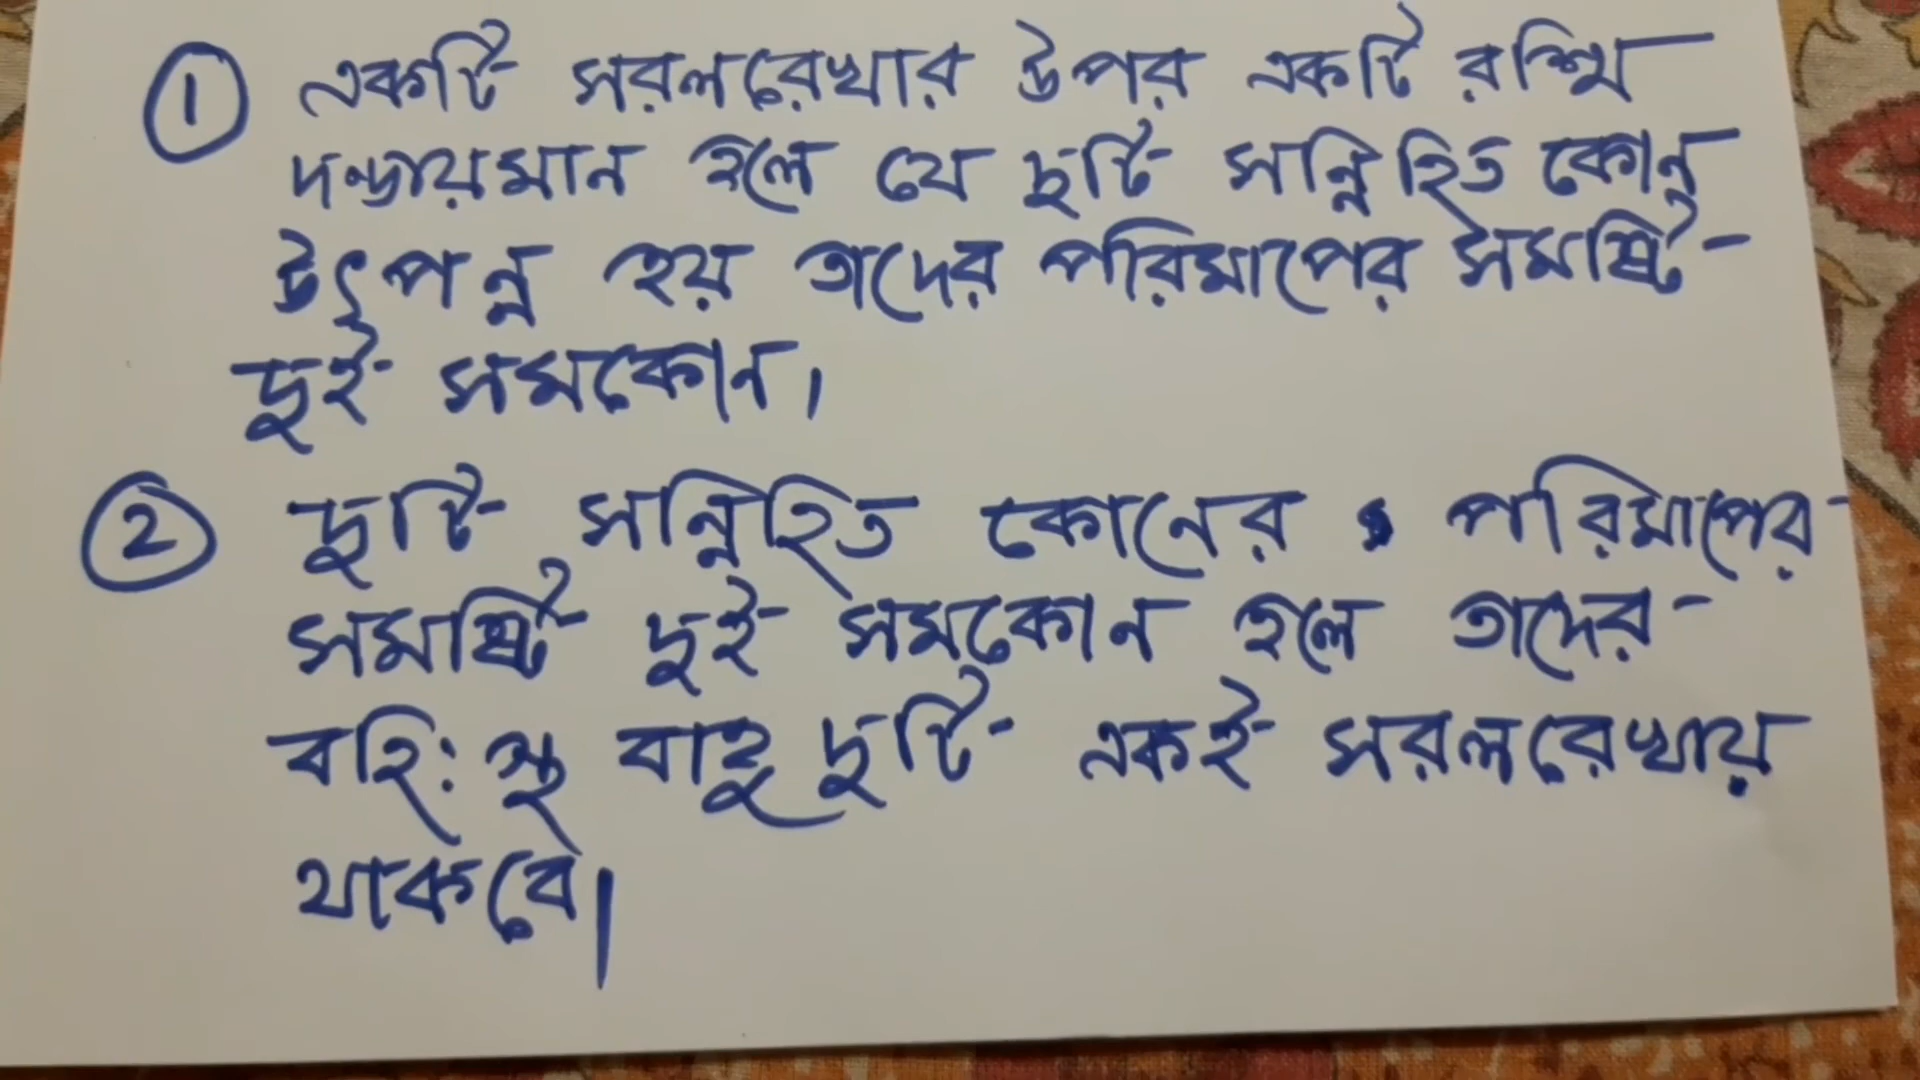 ① একটি সরলরেখার উপর একটি রশ্মি
দন্ডায়মান হলে যে দুটি সন্নিহিত কোন
উৎপন্ন হয় তাদের পরিমাপের সমষ্টি
দুই সমকোন।
② দুটি সন্নিহিত কোনের পরিমাপের
সমষ্টি দুই সমকোন হলে তাদের
বহিঃস্থ বাহু দুটি একই সরলরেখায়
থাকবে।